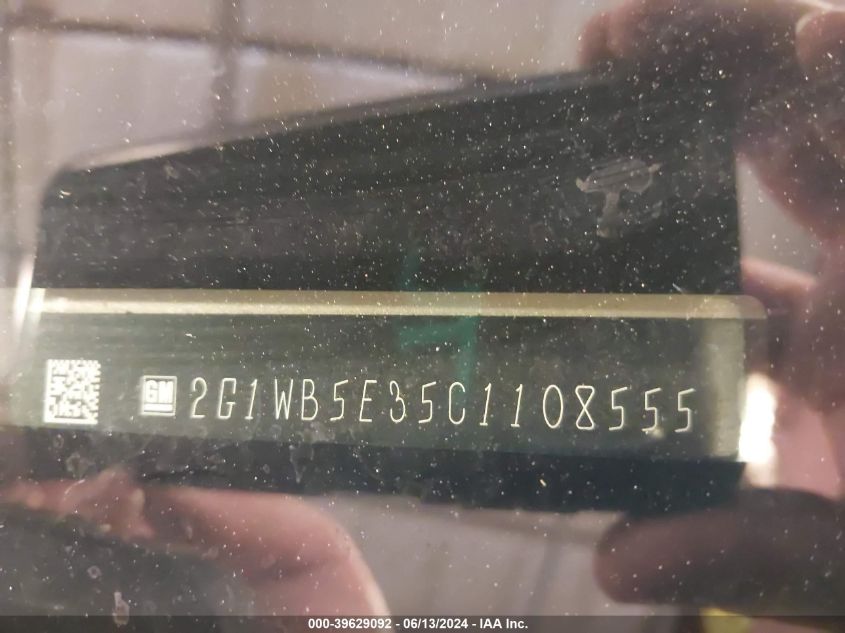 GM 2G1WB5E35C1108555
000-39629092 - 06/13/2024 - IAA Inc.